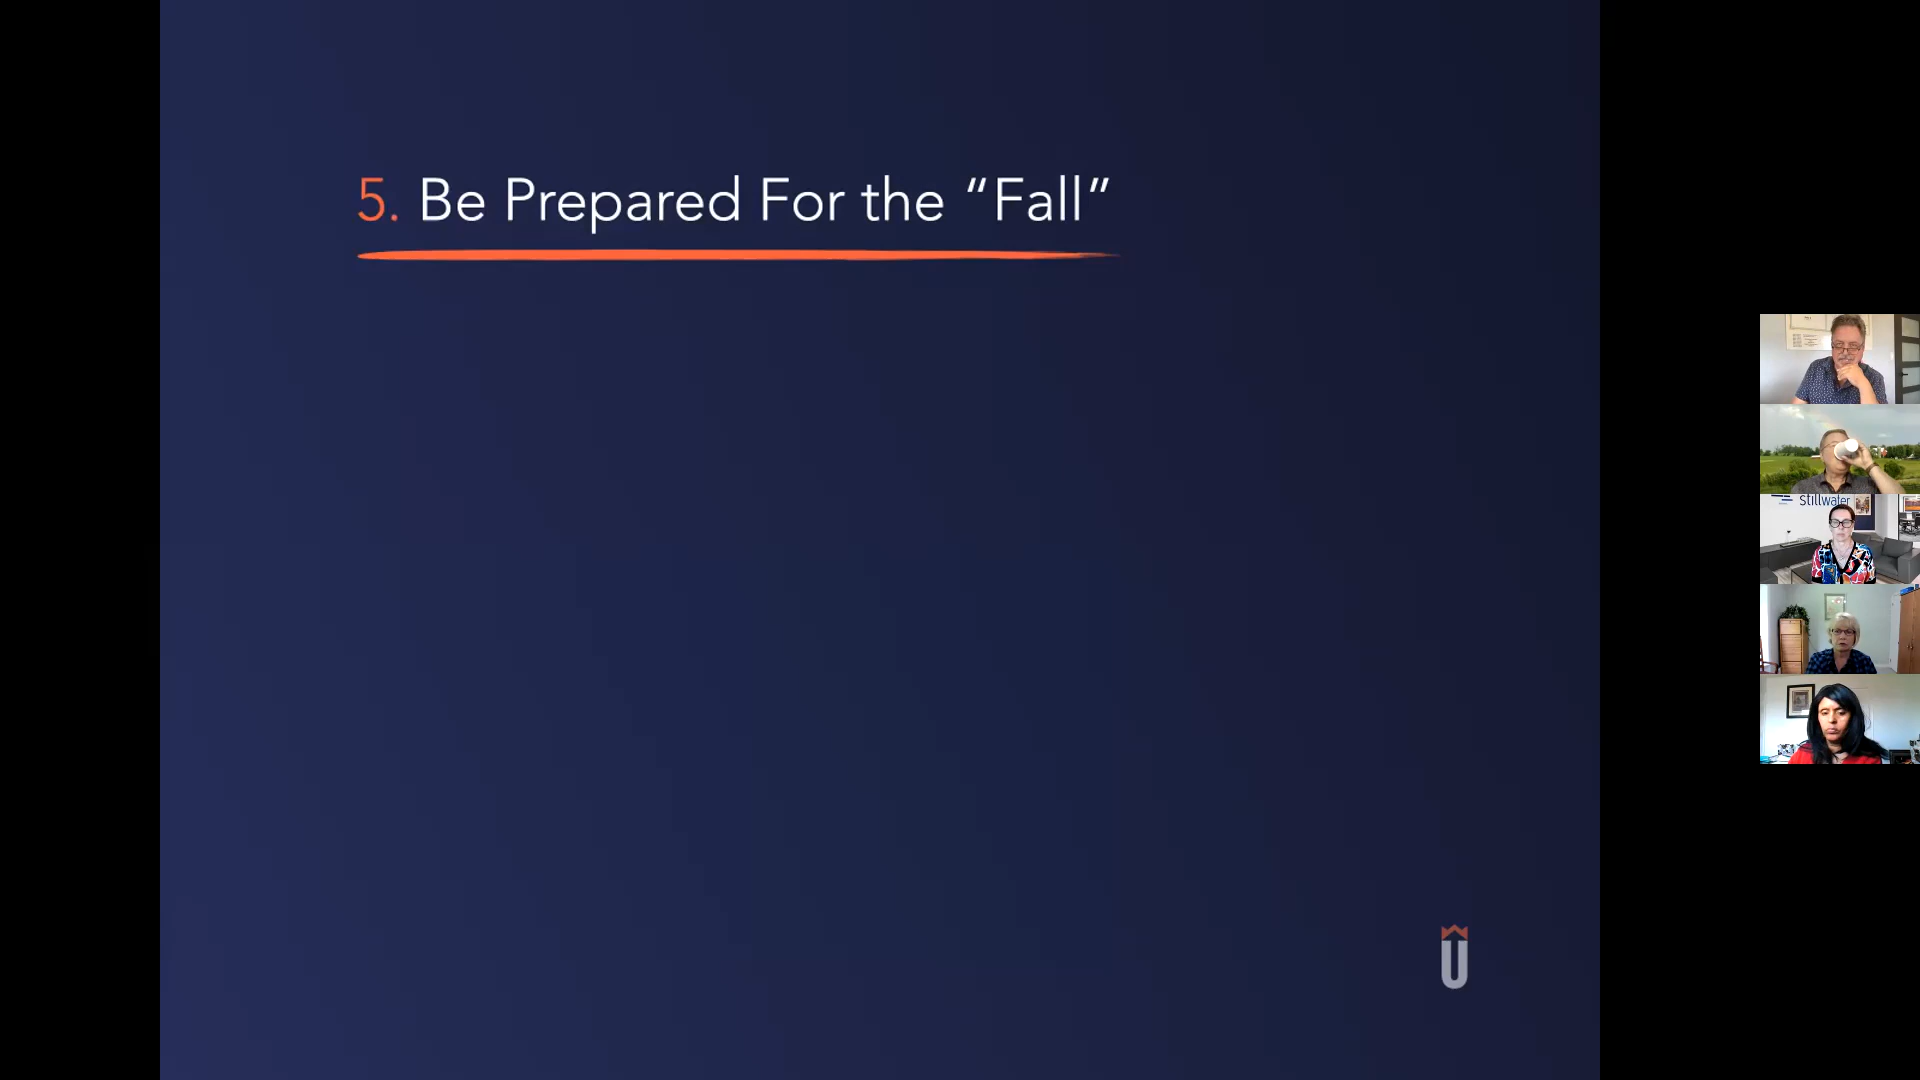 5. Be Prepared For the “Fall”
U
stillwater